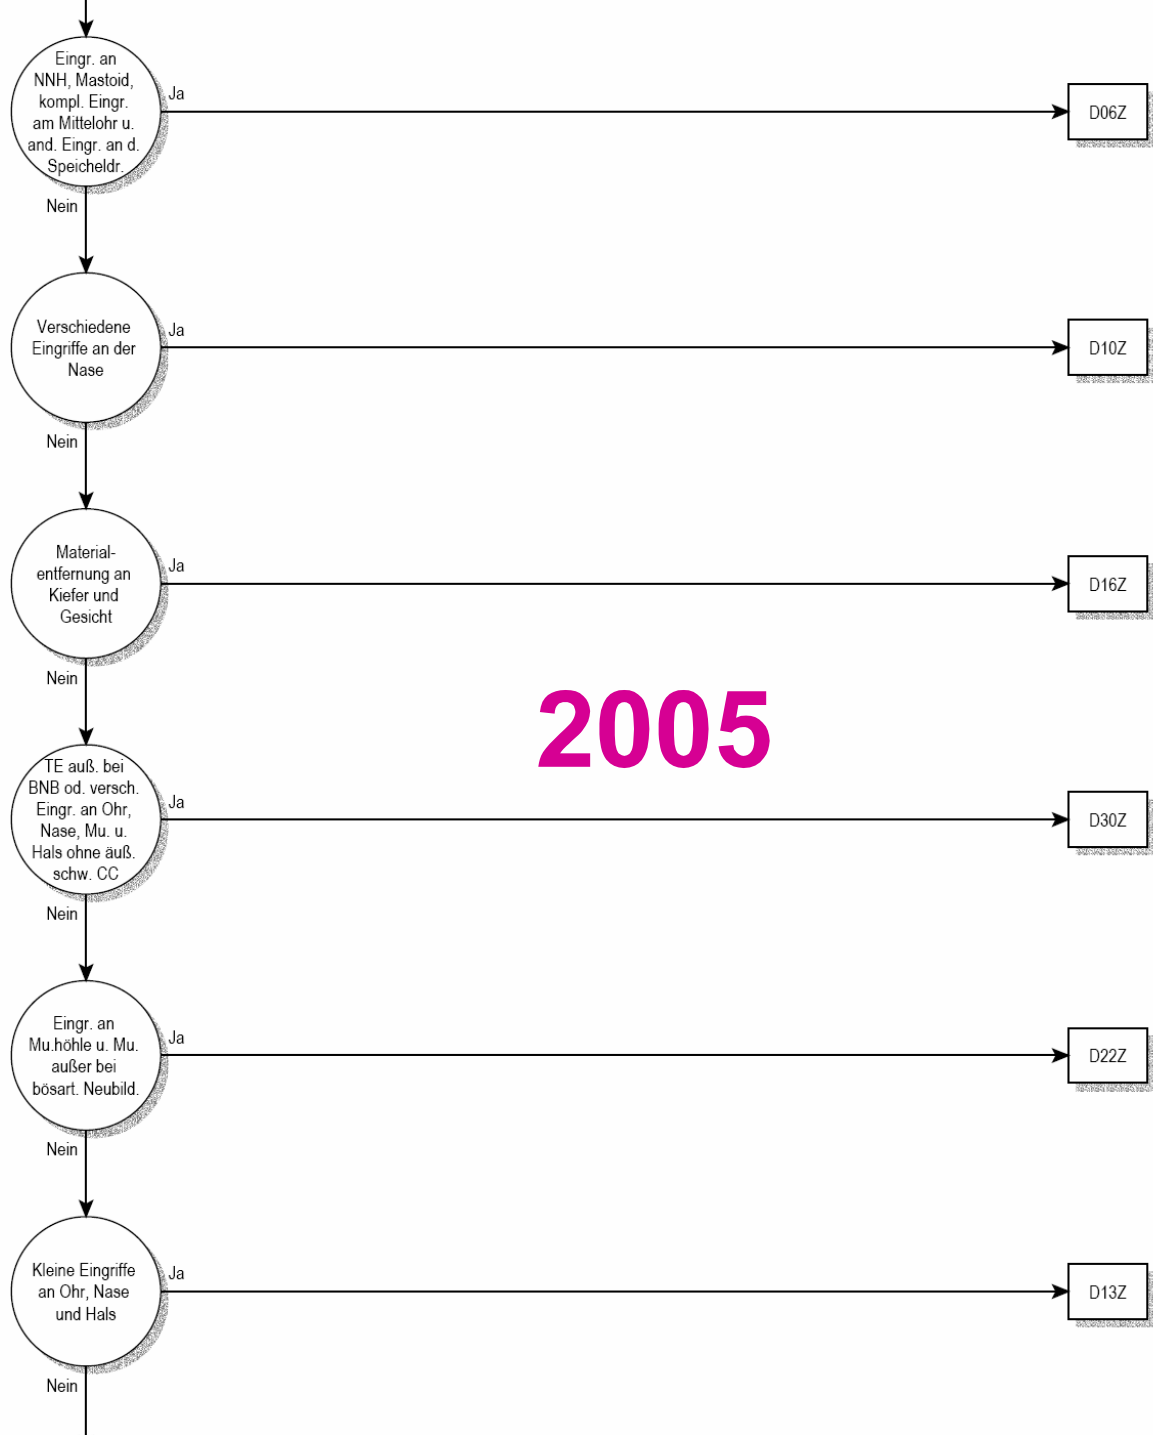 Eingr. an
NNH, Mastoid,
kompl. Eingr.
am Mittelohr u.
and. Eingr. an d.
Speicheldr.
Ja
D06Z
Nein
Verschiedene
Eingriffe an der
Nase
Ja
D10Z
Nein
Material-
entfernung an
Kiefer und
Gesicht
Ja
D16Z
Nein
2005
TE auß. bei
BNB od. versch.
Eingr. an Ohr,
Nase, Mu. u.
Hals ohne äuß.
schw. CC
Ja
D30Z
Nein
Eingr. an
Mu.höhle u. Mu.
außer bei
bösart. Neubild.
Ja
D22Z
Nein
Kleine Eingriffe
an Ohr, Nase
und Hals
Ja
D13Z
Nein